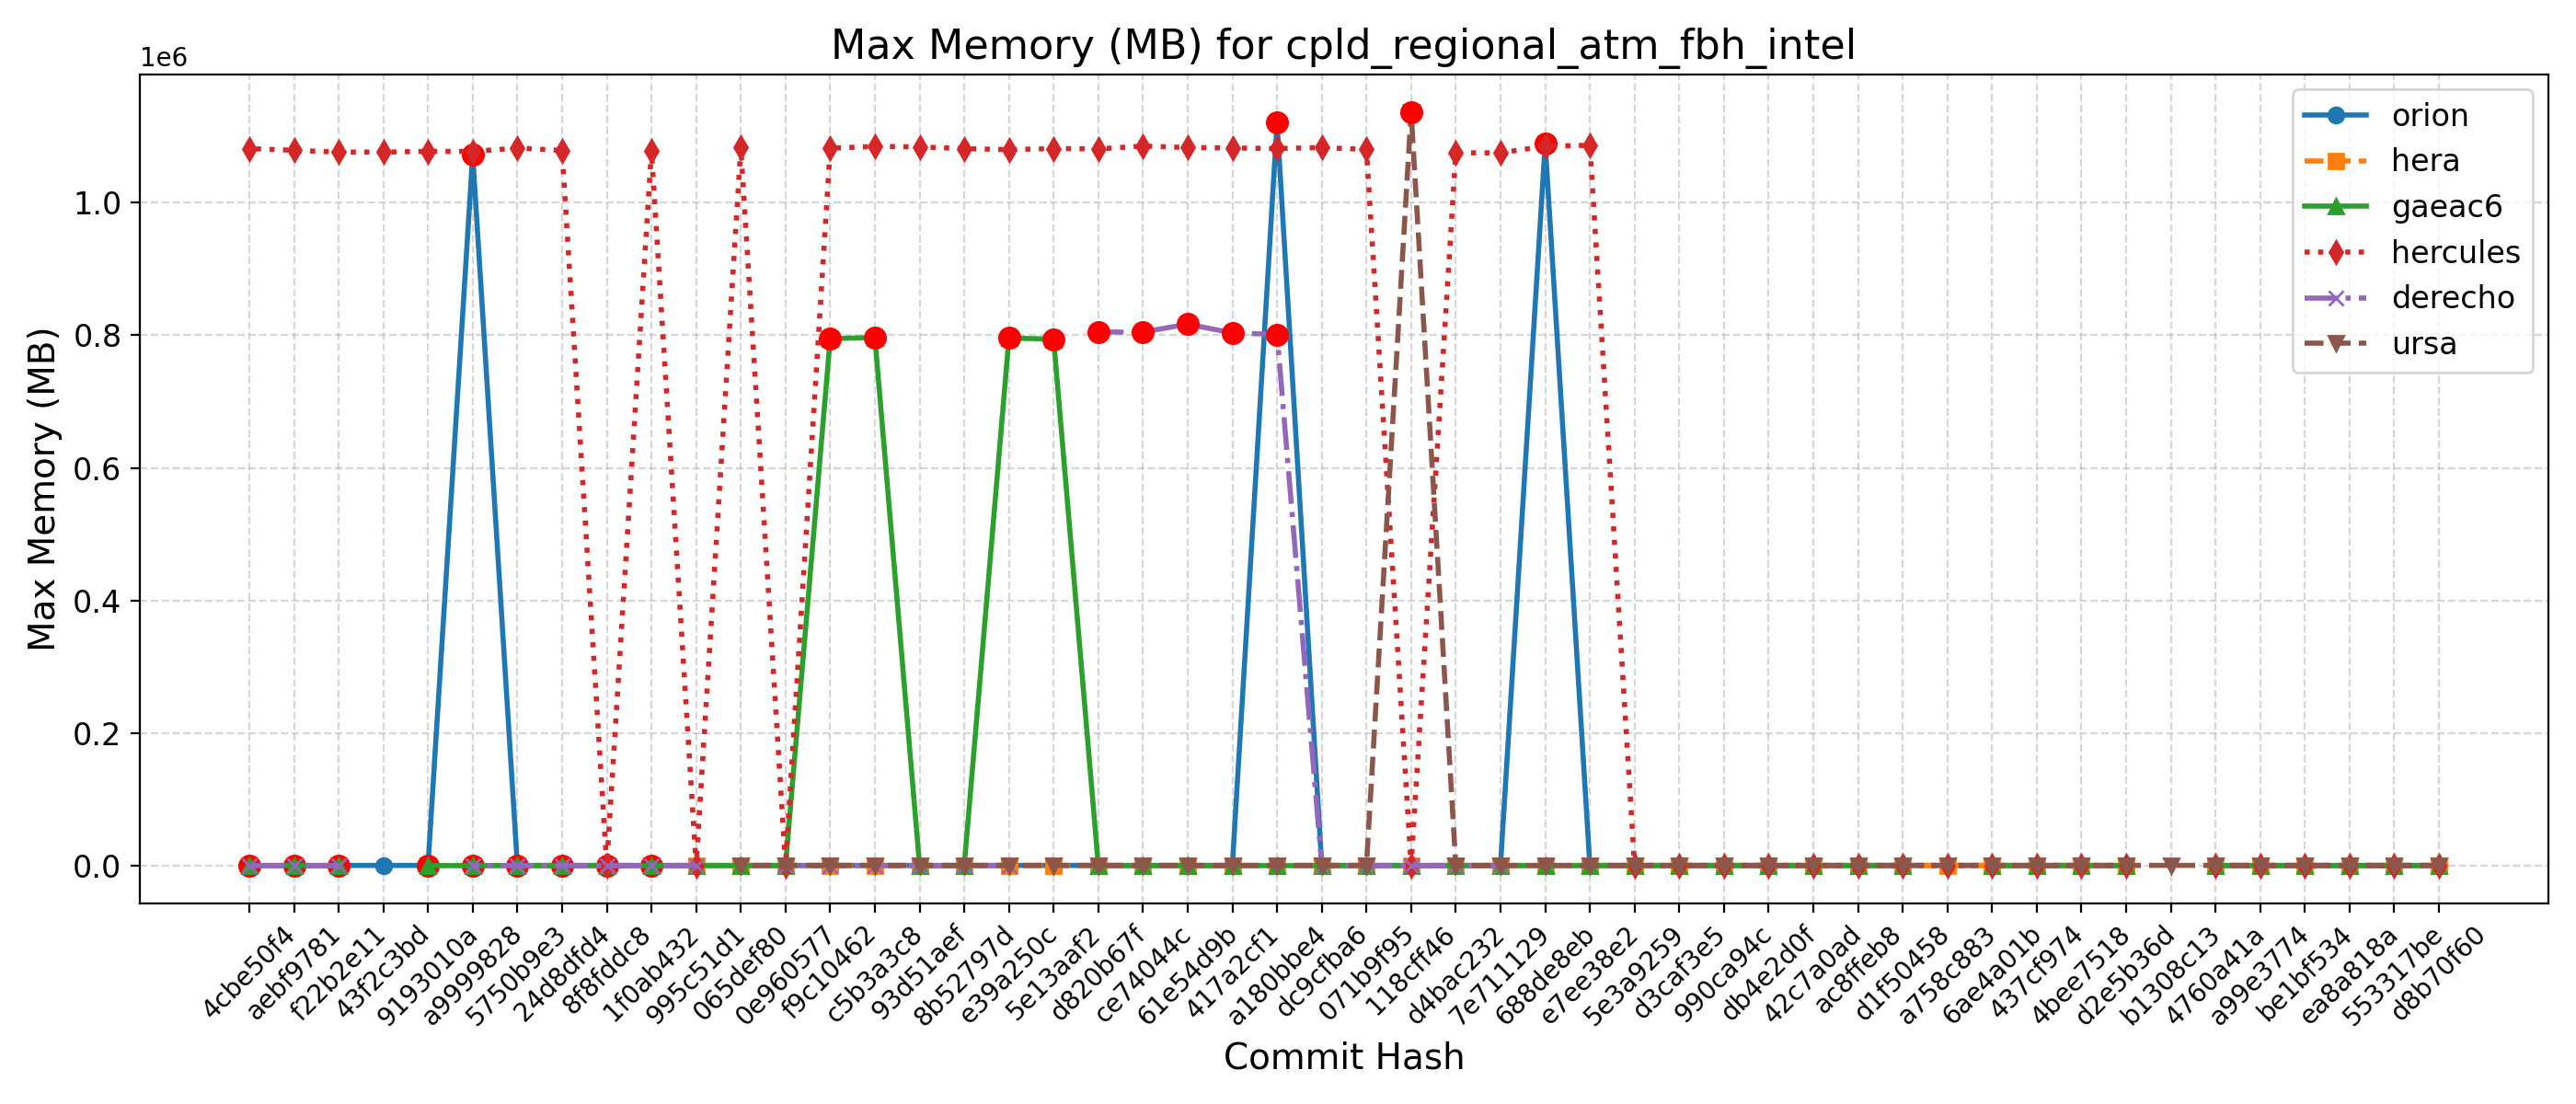 Max Memory (MB) for cpld_regional_atm_fbh_intel
1e6
1.0
0.8
0.6
0.4
0.2
0.0
Max Memory (MB)
orion
hera
gaeac6
hercules
derecho
ursa
4cbe50f4
aebf9781
f22b2e11
43f2c3bd
9193010a
a9999828
5750b9e3
24d8dfd4
8f8fddc8
1f0ab432
995c51d1
065def80
0e960577
f9c10462
c5b3a3c8
93d51aef
8b52797d
e39a250c
5e13aaf2
d820b67f
ce74044c
61e54d9b
417a2cf1
a180bbe4
dc9cfba6
071b9f95
118cff46
d4bac232
7e711129
688de8eb
e7ee38e2
5e3a9259
d3caf3e5
990ca94c
db4e2d0f
42c7a0ad
ac8ffeb8
d1f50458
a758c883
6ae4a01b
437cf974
4bee7518
d2e5b36d
b1308c13
4760a41a
a99e3774
be1bf534
ea8a818a
553317be
d8b70f60
Commit Hash